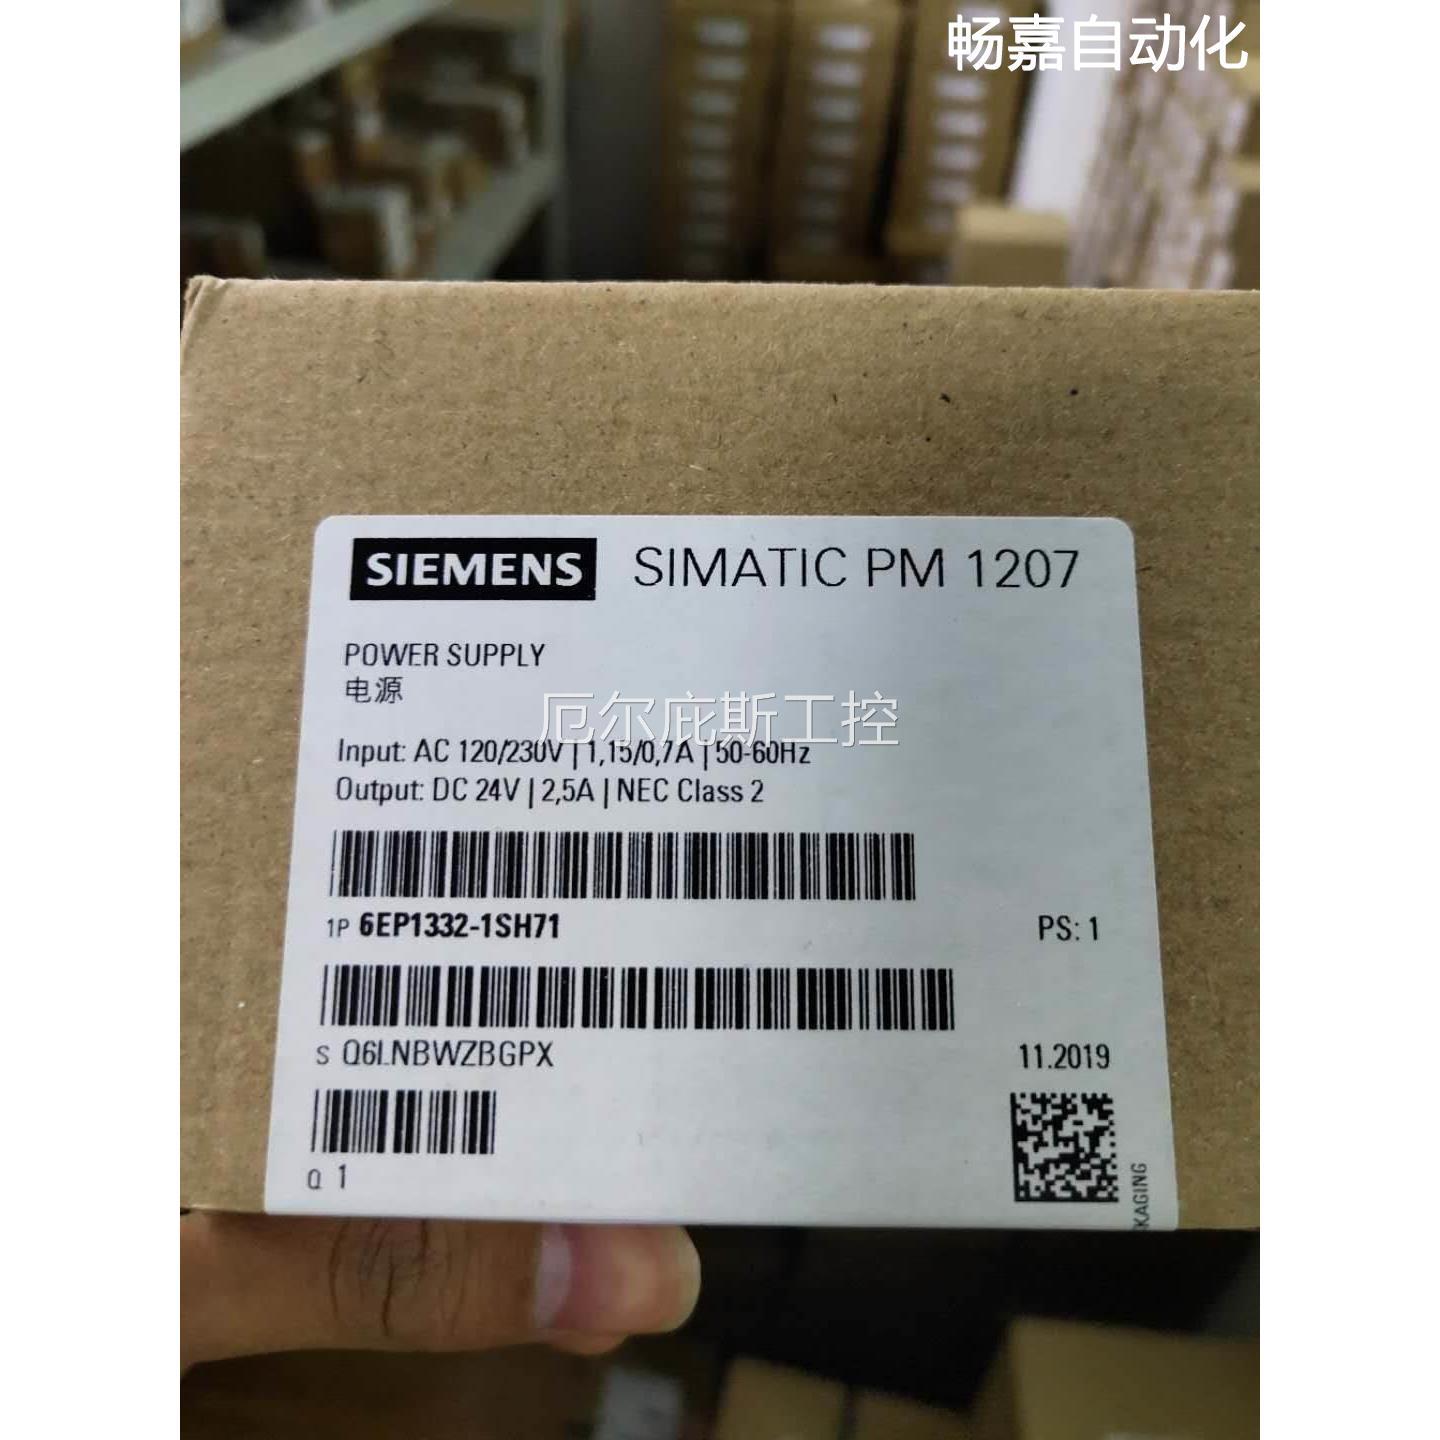 畅嘉自动化
SIEMENS SIMATIC PM 1207
POWER SUPPLY
电源
厄尔庇斯工控
Input: AC 120/230V | 1,15/0,7A | 50-60Hz
Output: DC 24V | 2,5A | NEC Class 2
1P 6EP1332-1SH71 PS: 1
S Q6LNBWZBGPX 11.2019
Q 1
KAGING